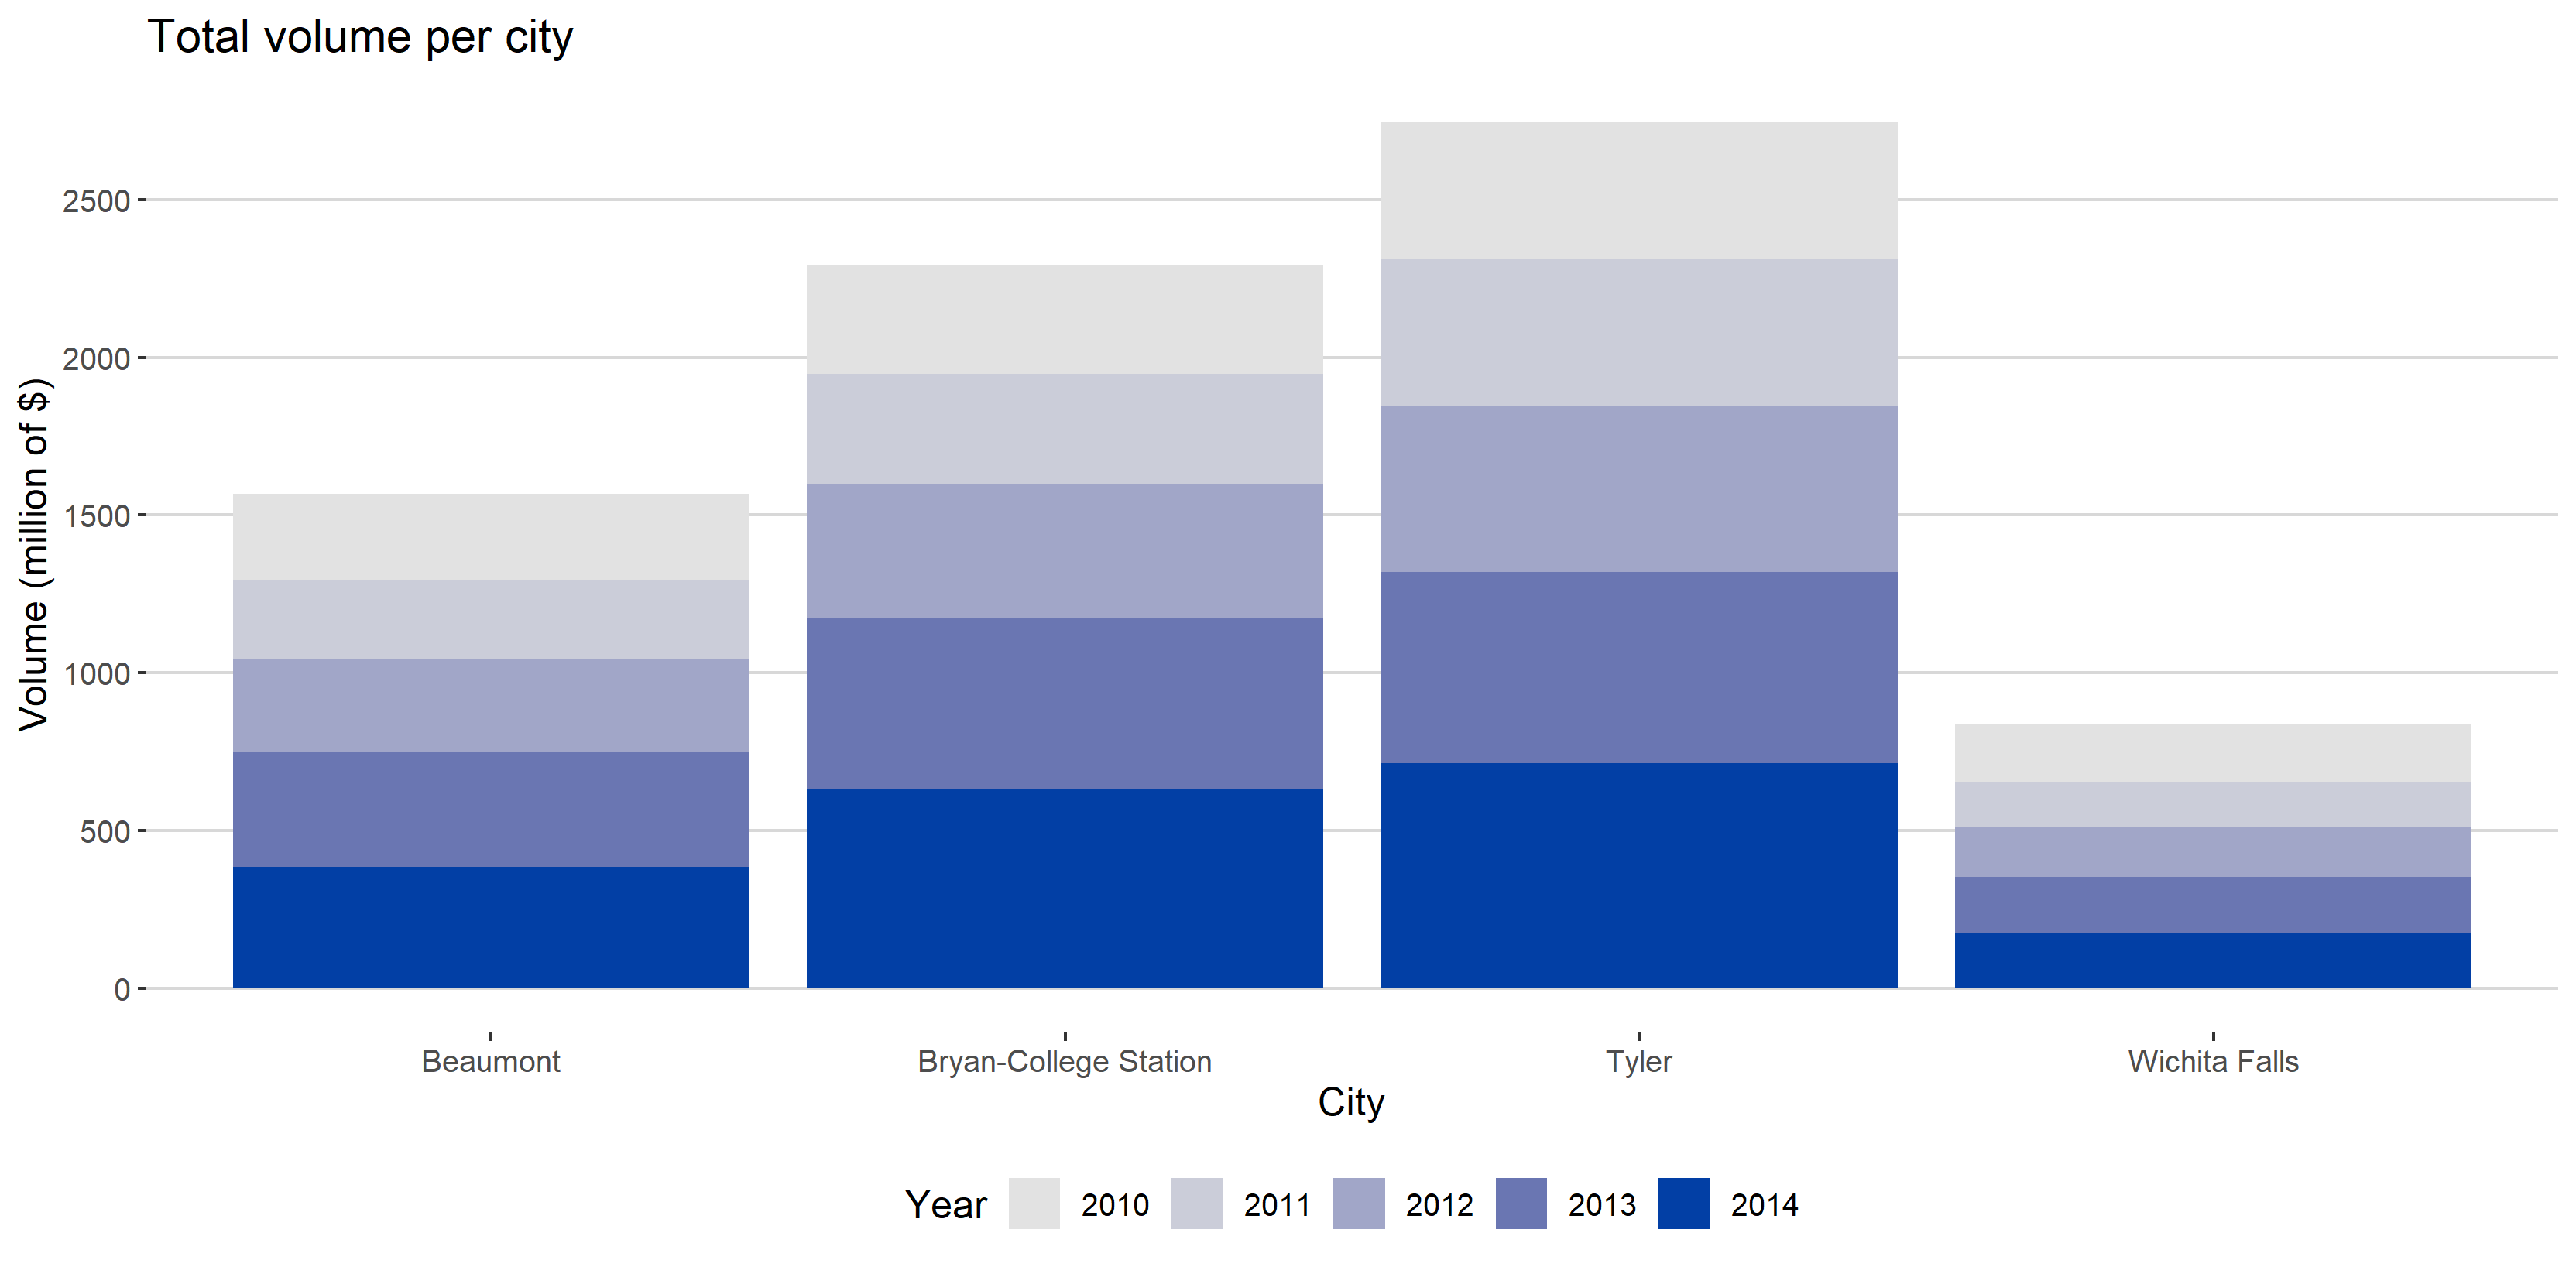 Total volume per city
Volume (million of $)
2500
2000
1500
1000
500
0
Beaumont Bryan-College Station Tyler Wichita Falls
City
Year 2010 2011 2012 2013 2014